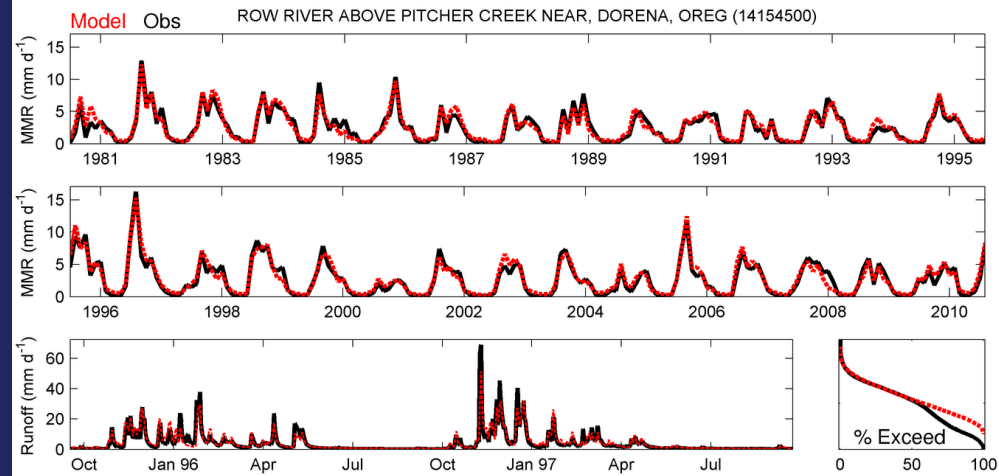 Model Obs ROW RIVER ABOVE PITCHER CREEK NEAR, DORENA, OREG (14154500)
MMR (mm d⁻¹)
15
10
5
0
1981 1983 1985 1987 1989 1991 1993 1995
MMR (mm d⁻¹)
15
10
5
0
1996 1998 2000 2002 2004 2006 2008 2010
Runoff (mm d⁻¹)
60
40
20
0
Oct Jan 96 Apr Jul Oct Jan 97 Apr Jul
% Exceed
0 50 100